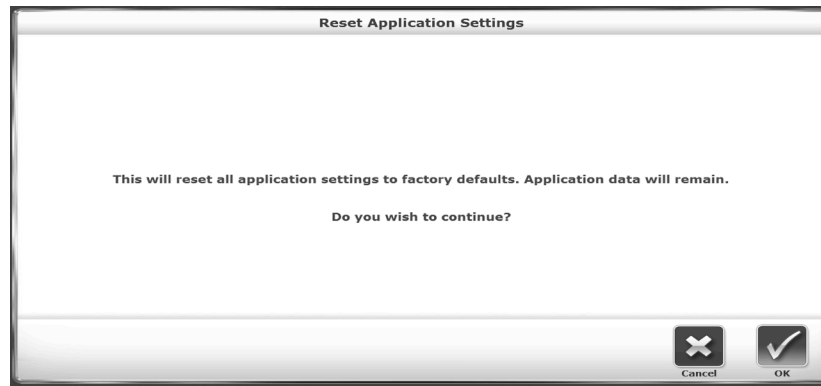 Reset Application Settings
This will reset all application settings to factory defaults. Application data will remain.
Do you wish to continue?
Cancel OK